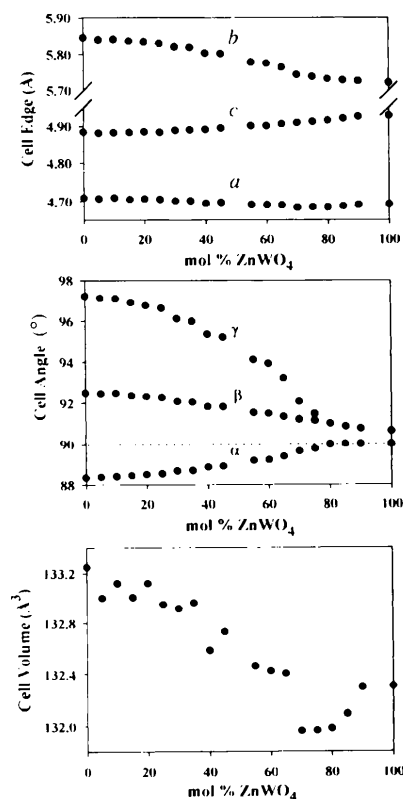 5.90
b
5.80
5.70
Cell Edge (Å)
c
4.90
a
4.70
0 20 40 60 80 100
mol % ZnWO4
98
96
γ
94
Cell Angle (°)
β
92
90
α
88
0 20 40 60 80 100
mol % ZnWO4
133.2
132.8
Cell Volume (Å3)
132.4
132.0
0 20 40 60 80 100
mol % ZnWO4